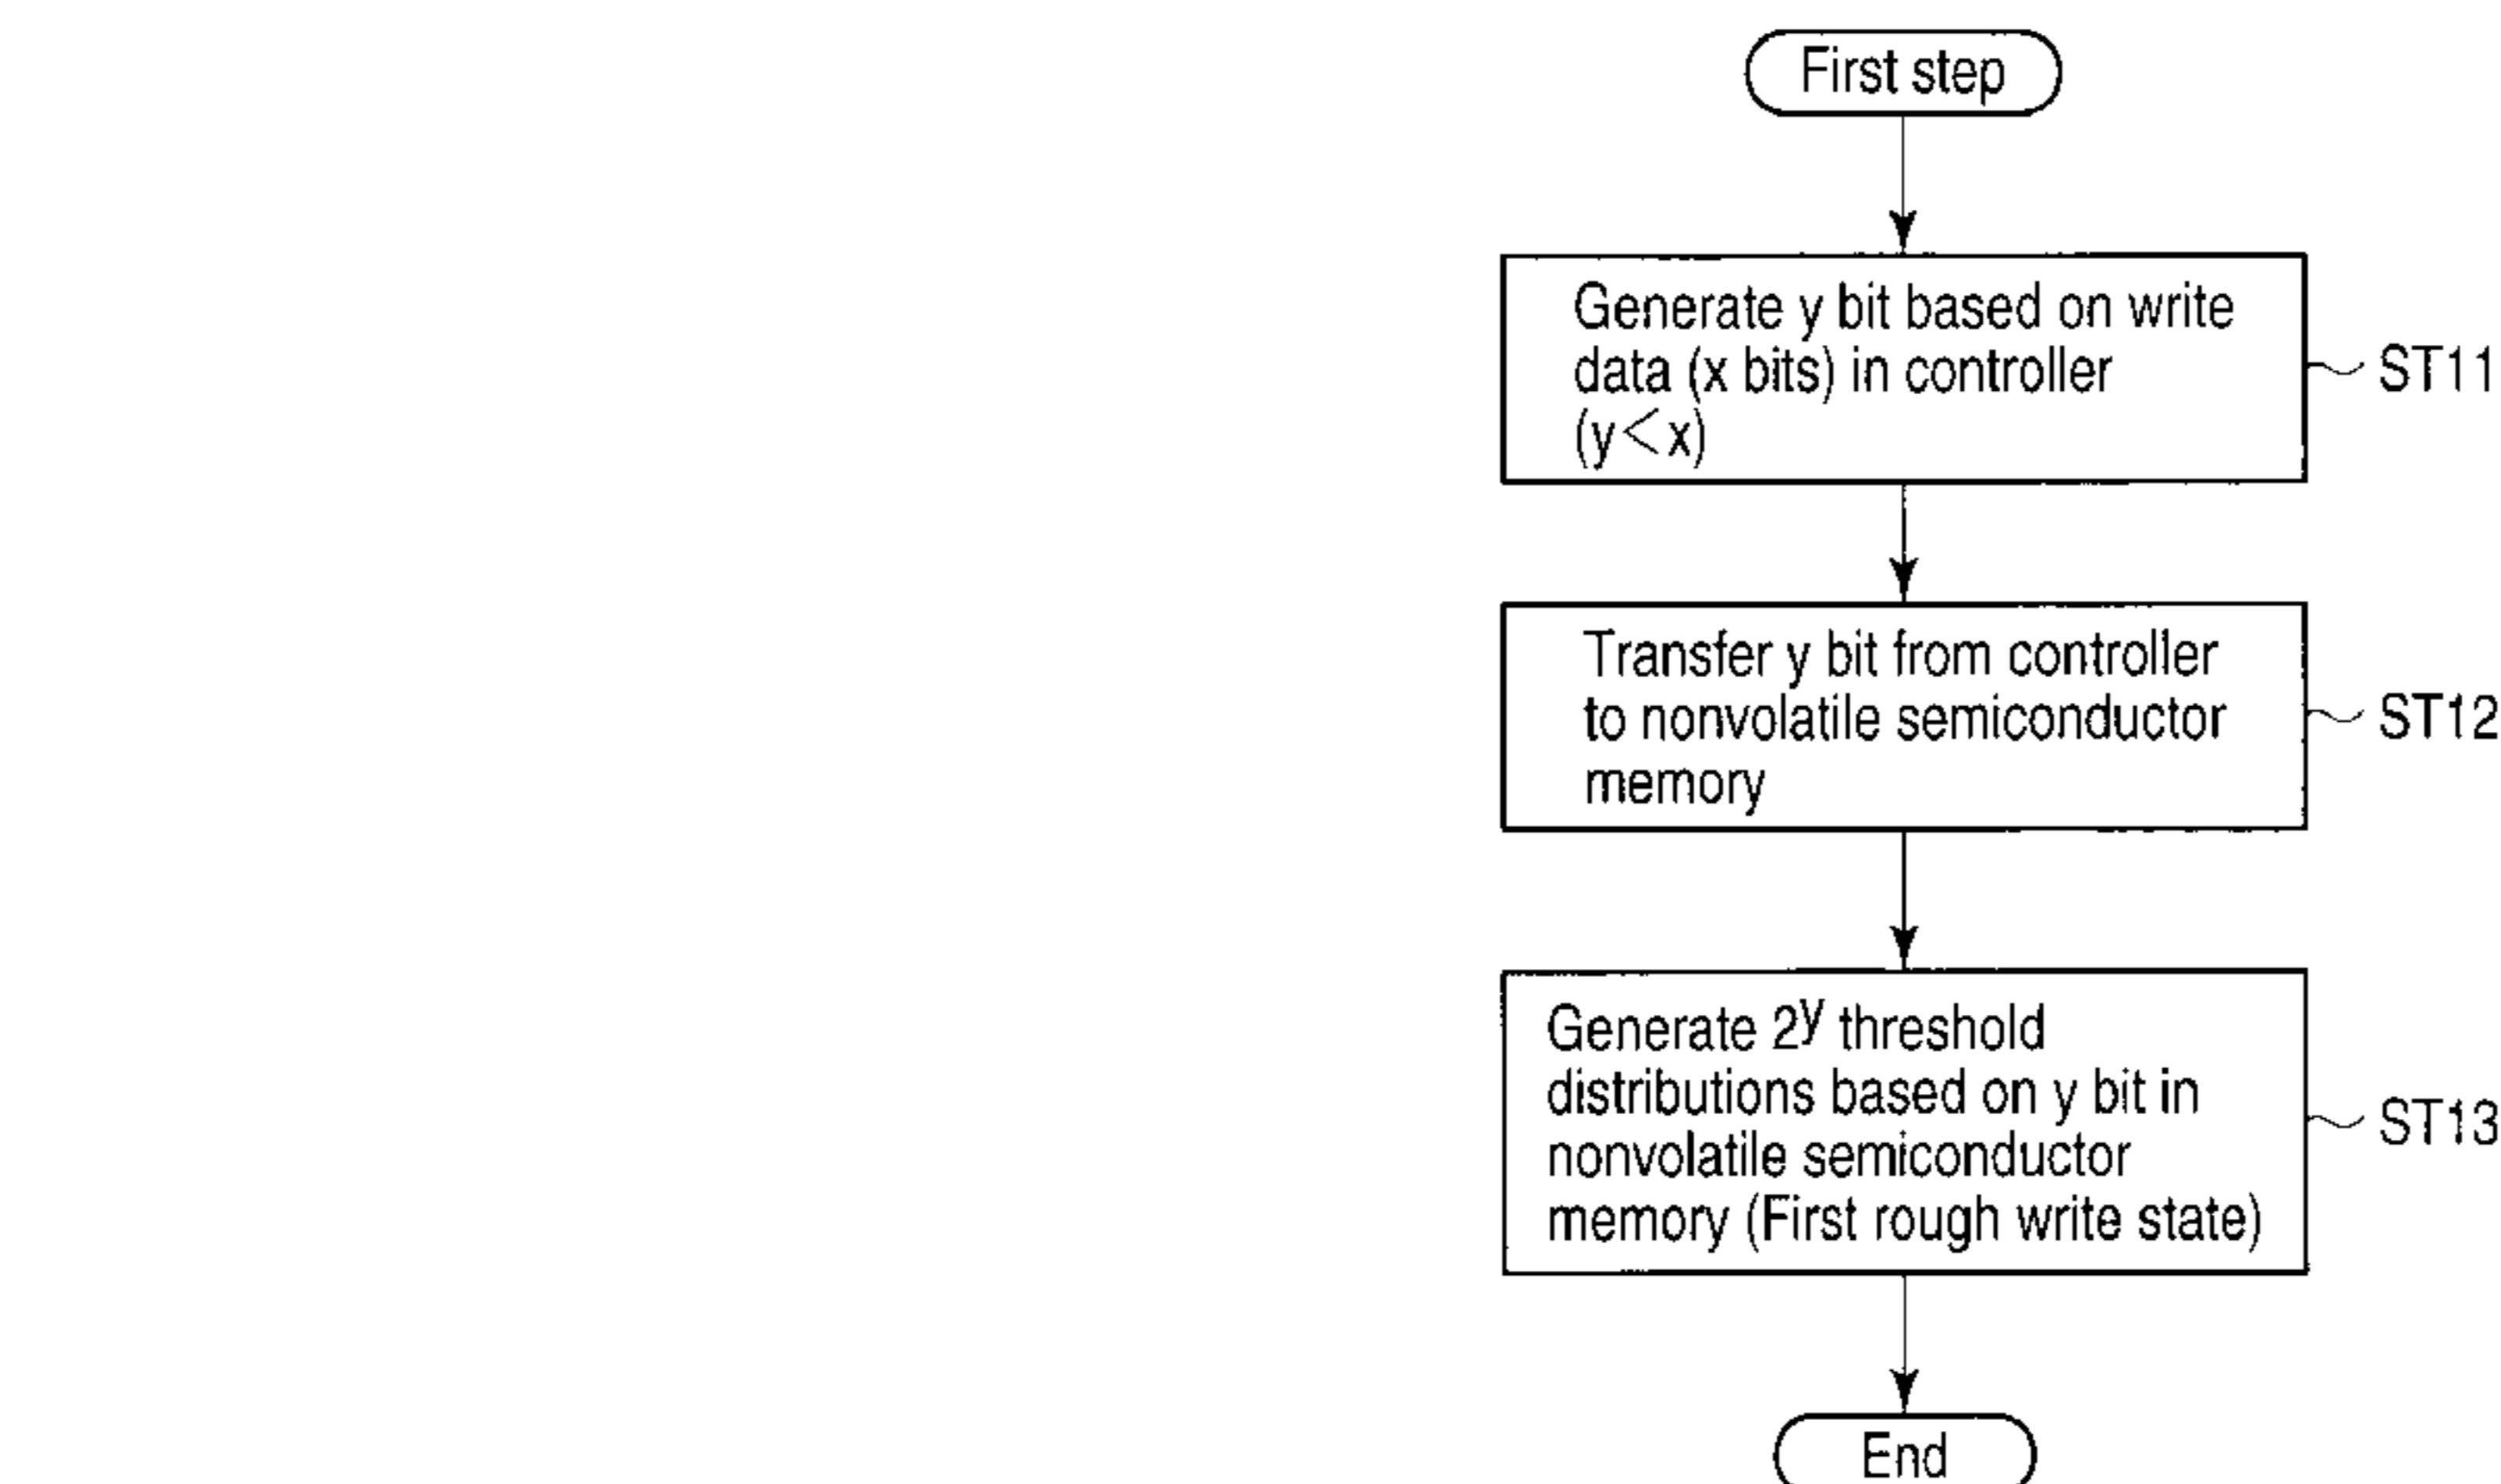 First step
Generate y bit based on write
data (x bits) in controller
(y<x)
ST11
Transfer y bit from controller
to nonvolatile semiconductor
memory
ST12
Generate 2ʸ threshold
distributions based on y bit in
nonvolatile semiconductor
memory (First rough write state)
ST13
End